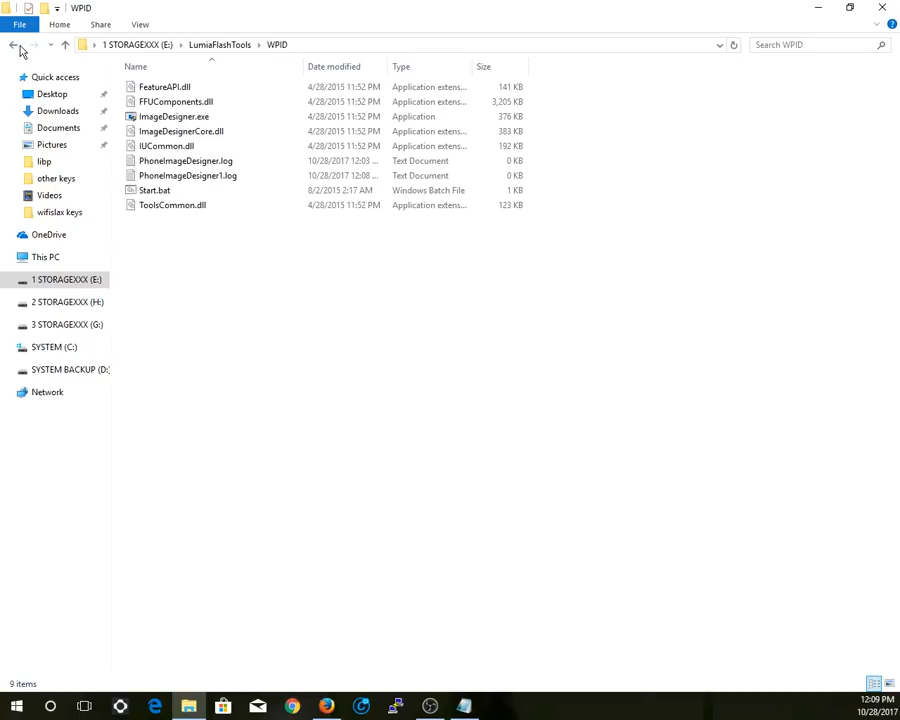 WPID
File Home Share View
1 STORAGEXXX (E:) LumiaFlashTools WPID Search WPID
Name Date modified Type Size
Quick access
Desktop
Downloads
Documents
Pictures
libp
other keys
Videos
wifislax keys
OneDrive
This PC
1 STORAGEXXX (E:)
2 STORAGEXXX (H:)
3 STORAGEXXX (G:)
SYSTEM (C:)
SYSTEM BACKUP (D:)
Network
FeatureAPI.dll 4/28/2015 11:52 PM Application extens... 141 KB
FFUComponents.dll 4/28/2015 11:52 PM Application extens... 3,205 KB
ImageDesigner.exe 4/28/2015 11:52 PM Application 376 KB
ImageDesignerCore.dll 4/28/2015 11:52 PM Application extens... 383 KB
IUCommon.dll 4/28/2015 11:52 PM Application extens... 192 KB
PhoneImageDesigner.log 10/28/2017 12:03 ... Text Document 0 KB
PhoneImageDesigner1.log 10/28/2017 12:08 ... Text Document 0 KB
Start.bat 8/2/2015 2:17 AM Windows Batch File 1 KB
ToolsCommon.dll 4/28/2015 11:52 PM Application extens... 123 KB
9 items
12:09 PM
10/28/2017